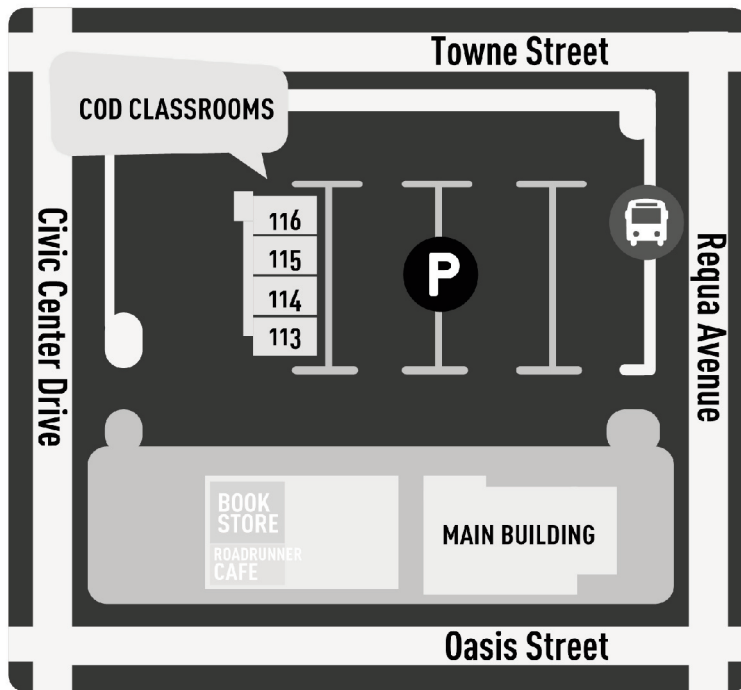 Towne Street
COD CLASSROOMS
116
115
114
113
P
Civic Center Drive
Requa Avenue
BOOK
STORE
ROADRUNNER
CAFE
MAIN BUILDING
Oasis Street